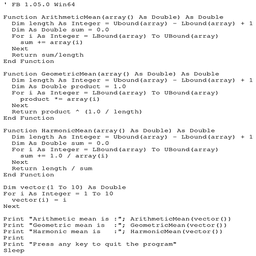 ' FB 1.05.0 Win64
Function ArithmeticMean(array() As Double) As Double
Dim length As Integer = Ubound(array) - Lbound(array) + 1
Dim As Double sum = 0.0
For i As Integer = LBound(array) To UBound(array)
sum += array(i)
Next
Return sum/length
End Function
Function GeometricMean(array() As Double) As Double
Dim length As Integer = Ubound(array) - Lbound(array) + 1
Dim As Double product = 1.0
For i As Integer = LBound(array) To UBound(array)
product *= array(i)
Next
Return product ^ (1.0 / length)
End Function
Function HarmonicMean(array() As Double) As Double
Dim length As Integer = Ubound(array) - Lbound(array) + 1
Dim As Double sum = 0.0
For i As Integer = LBound(array) To UBound(array)
sum += 1.0 / array(i)
Next
Return length / sum
End Function
Dim vector(1 To 10) As Double
For i As Integer = 1 To 10
vector(i) = i
Next
Print "Arithmetic mean is :"; ArithmeticMean(vector())
Print "Geometric mean is :"; GeometricMean(vector())
Print "Harmonic mean is :"; HarmonicMean(vector())
Print
Print "Press any key to quit the program"
Sleep